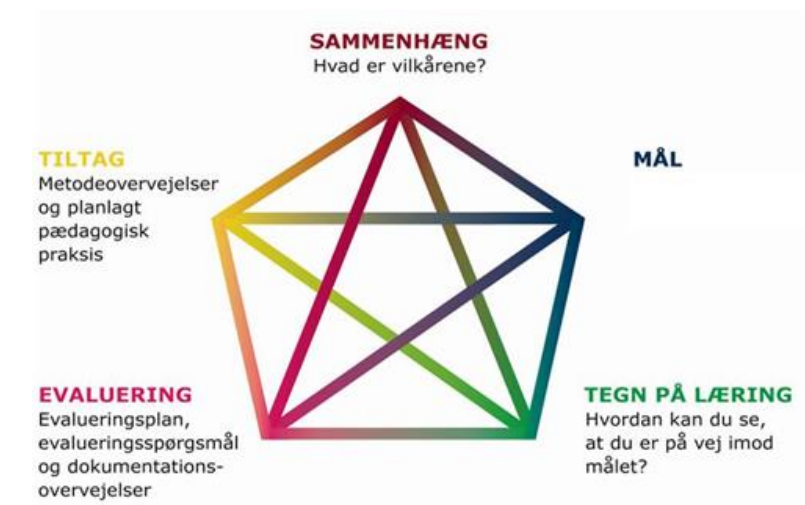 SAMMENHÆNG
Hvad er vilkårene?
TILTAG
Metodeovervejelser
og planlagt
pædagogisk
praksis
MÅL
EVALUERING
Evalueringsplan,
evalueringsspørgsmål
og dokumentations-
overvejelser
TEGN PÅ LÆRING
Hvordan kan du se,
at du er på vej imod
målet?